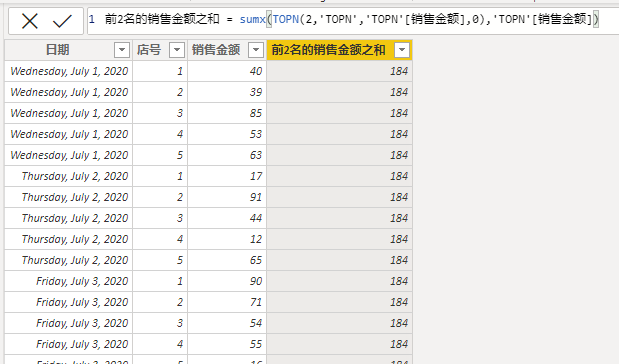 1 前2名的销售金额之和 = sumx(TOPN(2,'TOPN','TOPN'[销售金额],0),'TOPN'[销售金额])
日期 店号 销售金额 前2名的销售金额之和
Wednesday, July 1, 2020 1 40 184
Wednesday, July 1, 2020 2 39 184
Wednesday, July 1, 2020 3 85 184
Wednesday, July 1, 2020 4 53 184
Wednesday, July 1, 2020 5 63 184
Thursday, July 2, 2020 1 17 184
Thursday, July 2, 2020 2 91 184
Thursday, July 2, 2020 3 44 184
Thursday, July 2, 2020 4 12 184
Thursday, July 2, 2020 5 65 184
Friday, July 3, 2020 1 90 184
Friday, July 3, 2020 2 71 184
Friday, July 3, 2020 3 54 184
Friday, July 3, 2020 4 55 184
Friday, July 3, 2020 5 16 184